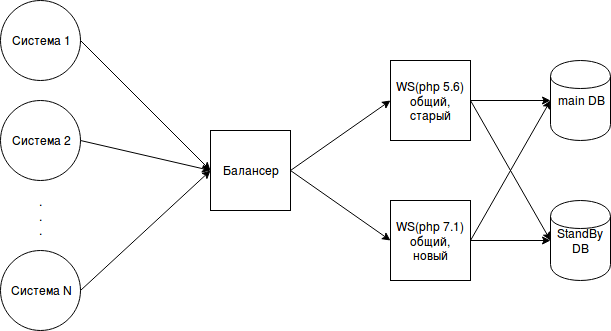 Система 1
Система 2
.
.
.
Система N
Балансер
WS(php 5.6)
общий,
старый
WS(php 7.1)
общий,
новый
main DB
StandBy
DB